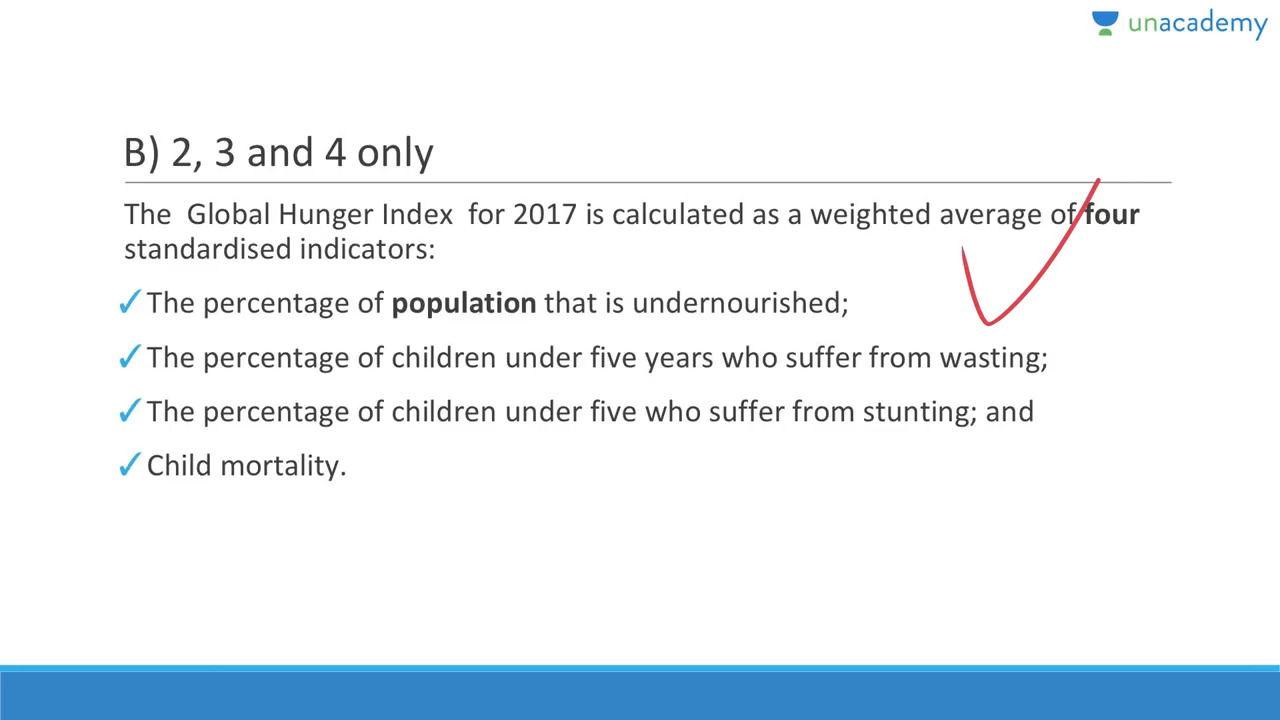 unacademy
B) 2, 3 and 4 only
The Global Hunger Index for 2017 is calculated as a weighted average of four
standardised indicators:
✓The percentage of population that is undernourished;
✓The percentage of children under five years who suffer from wasting;
✓The percentage of children under five who suffer from stunting; and
✓Child mortality.